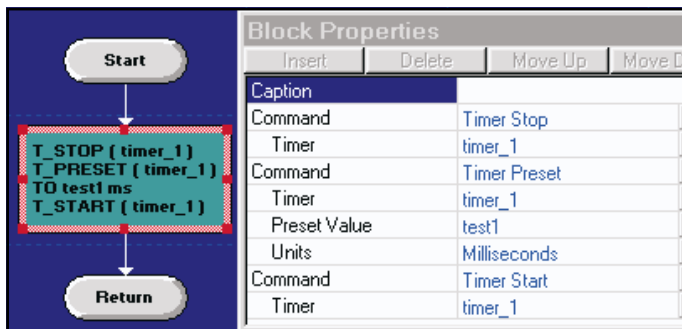 Start
T_STOP ( timer_1 )
T_PRESET ( timer_1 )
TO test1 ms
T_START ( timer_1 )
Return
Block Properties
Insert Delete Move Up Move D
Caption
Command Timer Stop
Timer timer_1
Command Timer Preset
Timer timer_1
Preset Value test1
Units Milliseconds
Command Timer Start
Timer timer_1